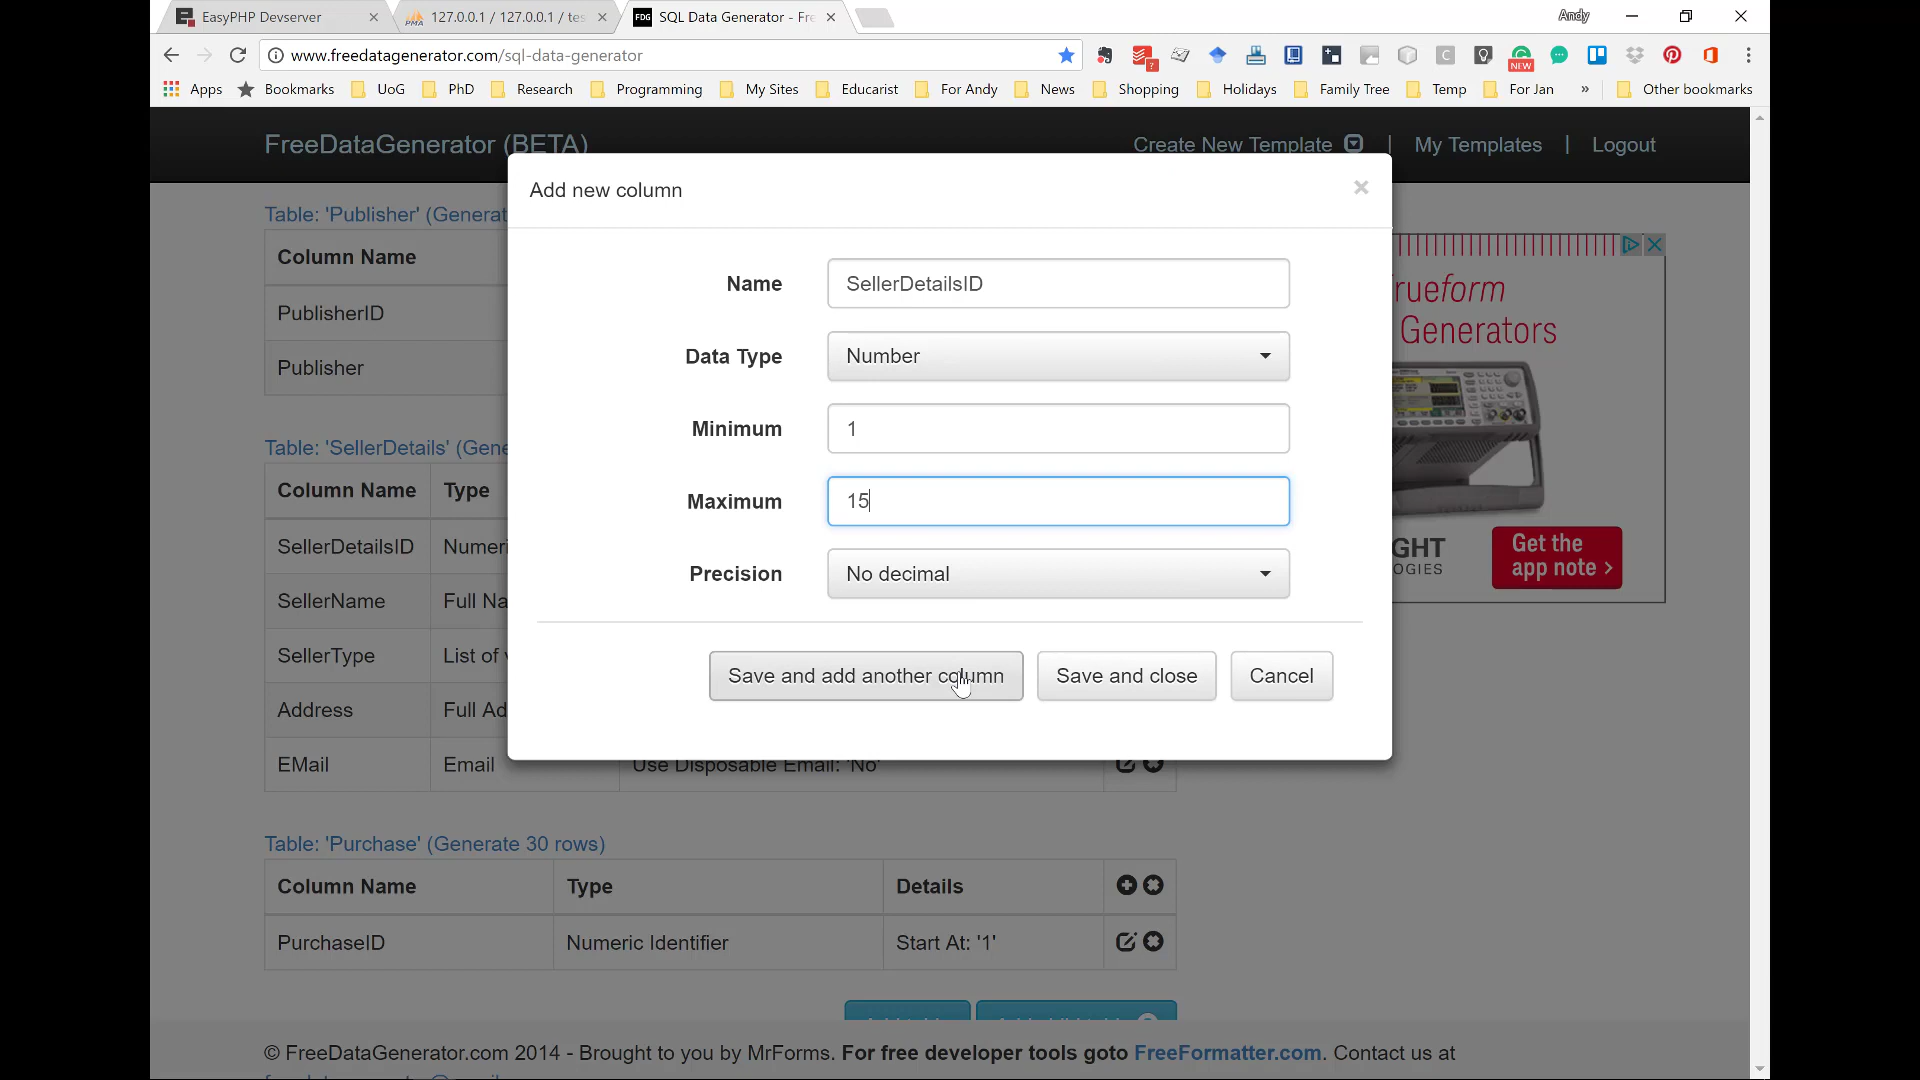 EasyPHP Devserver
127.0.0.1 / 127.0.0.1 / tes
FDG SQL Data Generator - Fre
Andy
www.freedatagenerator.com/sql-data-generator
NEW
Apps
Bookmarks
UoG
PhD
Research
Programming
My Sites
Educarist
For Andy
News
Shopping
Holidays
Family Tree
Temp
For Jan
»
Other bookmarks
FreeDataGenerator (BETA)
Create New Template
|
My Templates
|
Logout
Add new column
Name
SellerDetailsID
Data Type
Number
Minimum
1
Maximum
15
Precision
No decimal
Save and add another column
Save and close
Cancel
Table: 'Publisher' (Generat
Column Name
PublisherID
Publisher
Table: 'SellerDetails' (Gene
Column Name Type
SellerDetailsID Numeri
SellerName Full Na
SellerType List of v
Address Full Ad
EMail Email Use Disposable Email: 'No'
Table: 'Purchase' (Generate 30 rows)
Column Name Type Details
PurchaseID Numeric Identifier Start At: '1'
rueform
Generators
GHT
OGIES
Get the
app note >
© FreeDataGenerator.com 2014 - Brought to you by MrForms. For free developer tools goto FreeFormatter.com. Contact us at